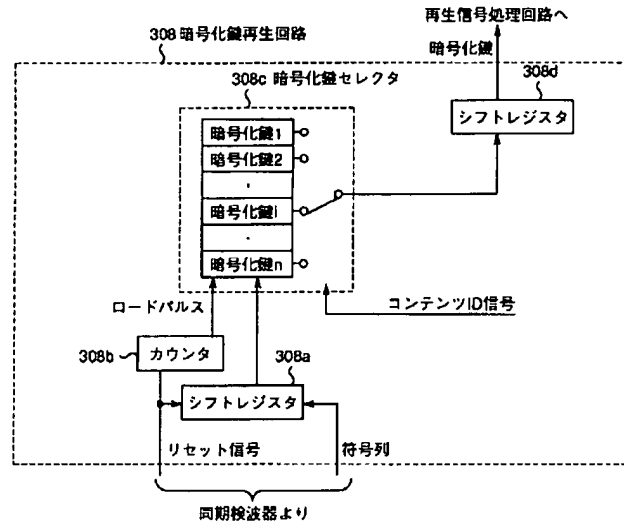 再生信号処理回路へ
308 暗号化鍵再生回路
暗号化鍵
308c 暗号化鍵セレクタ
308d
シフトレジスタ
暗号化鍵1
暗号化鍵2
・
暗号化鍵i
・
暗号化鍵n
ロードパルス
コンテンツID信号
308b
カウンタ
308a
シフトレジスタ
リセット信号
符号列
同期検波器より